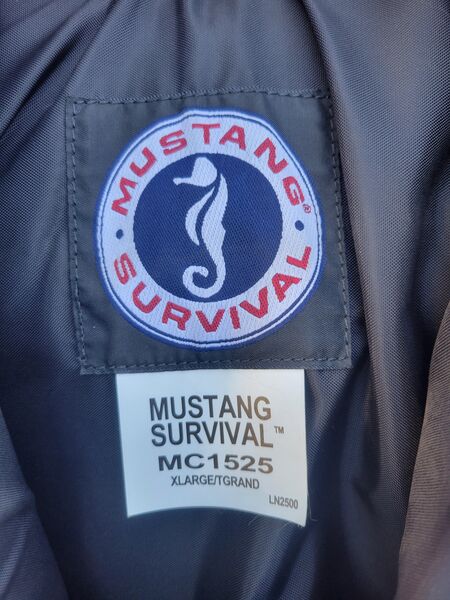 MUSTANG®
SURVIVAL
MUSTANG
SURVIVAL™
MC1525
XLARGE/TGRAND
LN2500